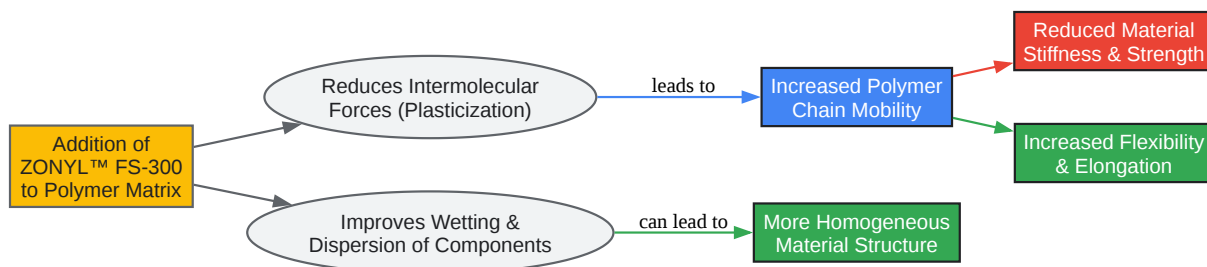 Addition of
ZONYL™ FS-300
to Polymer Matrix
Reduces Intermolecular
Forces (Plasticization)
leads to
Increased Polymer
Chain Mobility
Reduced Material
Stiffness & Strength
Increased Flexibility
& Elongation
Improves Wetting &
Dispersion of Components
can lead to
More Homogeneous
Material Structure